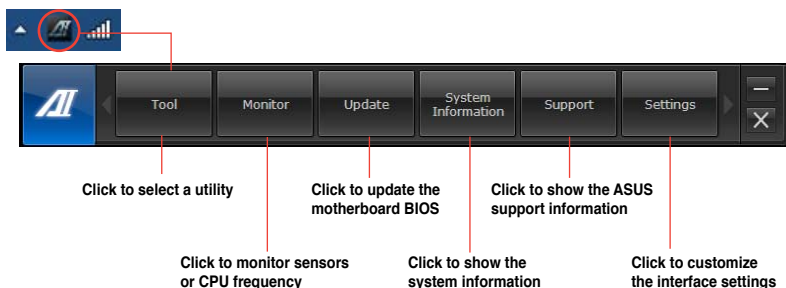 Tool
Monitor
Update
System
Information
Support
Settings
Click to select a utility
Click to update the
motherboard BIOS
Click to show the ASUS
support information
Click to monitor sensors
or CPU frequency
Click to show the
system information
Click to customize
the interface settings